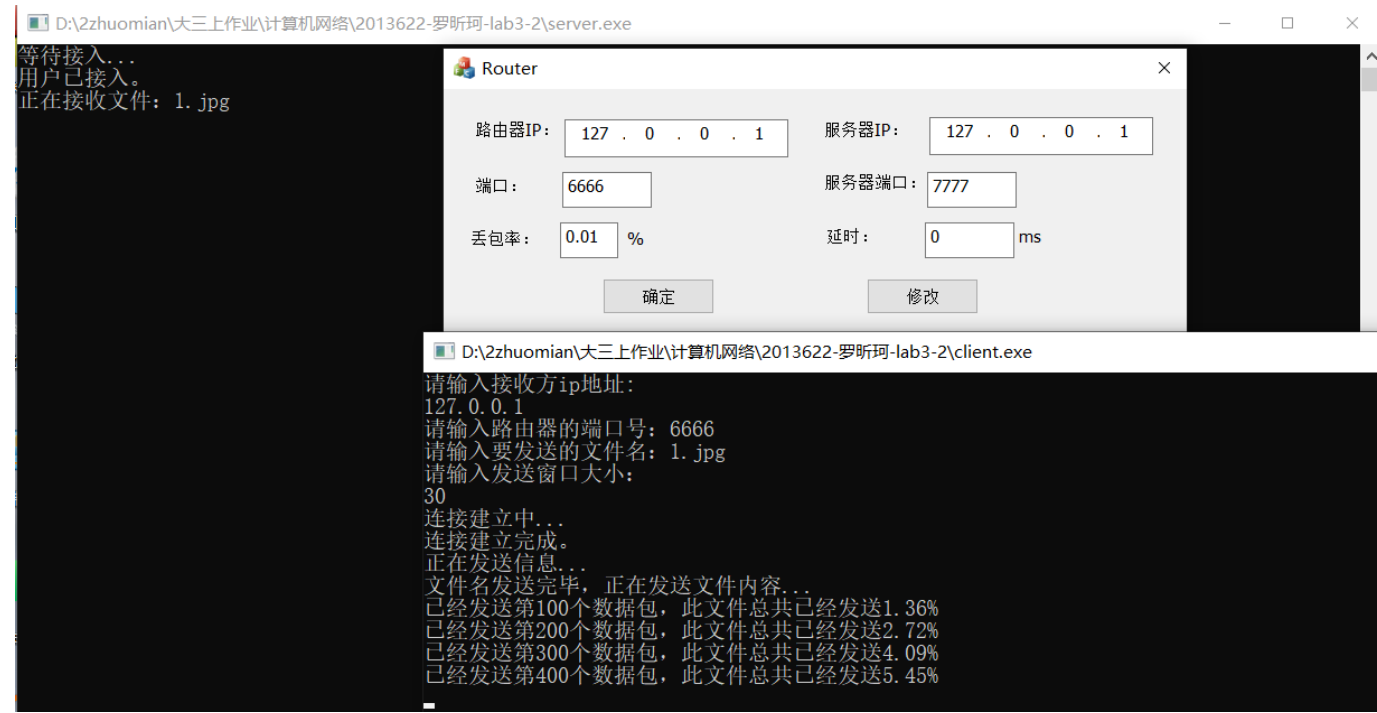 D:\2zhuomian\大三上作业\计算机网络\2013622-罗昕珂-lab3-2\server.exe
等待接入...
用户已接入。
正在接收文件：1.jpg
Router
路由器IP： 127 . 0 . 0 . 1 服务器IP： 127 . 0 . 0 . 1
端口： 6666 服务器端口： 7777
丢包率： 0.01 % 延时： 0 ms
确定 修改
D:\2zhuomian\大三上作业\计算机网络\2013622-罗昕珂-lab3-2\client.exe
请输入接收方ip地址:
127.0.0.1
请输入路由器的端口号：6666
请输入要发送的文件名：1.jpg
请输入发送窗口大小：
30
连接建立中...
连接建立完成。
正在发送信息...
文件名发送完毕，正在发送文件内容...
已经发送第100个数据包，此文件总共已经发送1.36%
已经发送第200个数据包，此文件总共已经发送2.72%
已经发送第300个数据包，此文件总共已经发送4.09%
已经发送第400个数据包，此文件总共已经发送5.45%